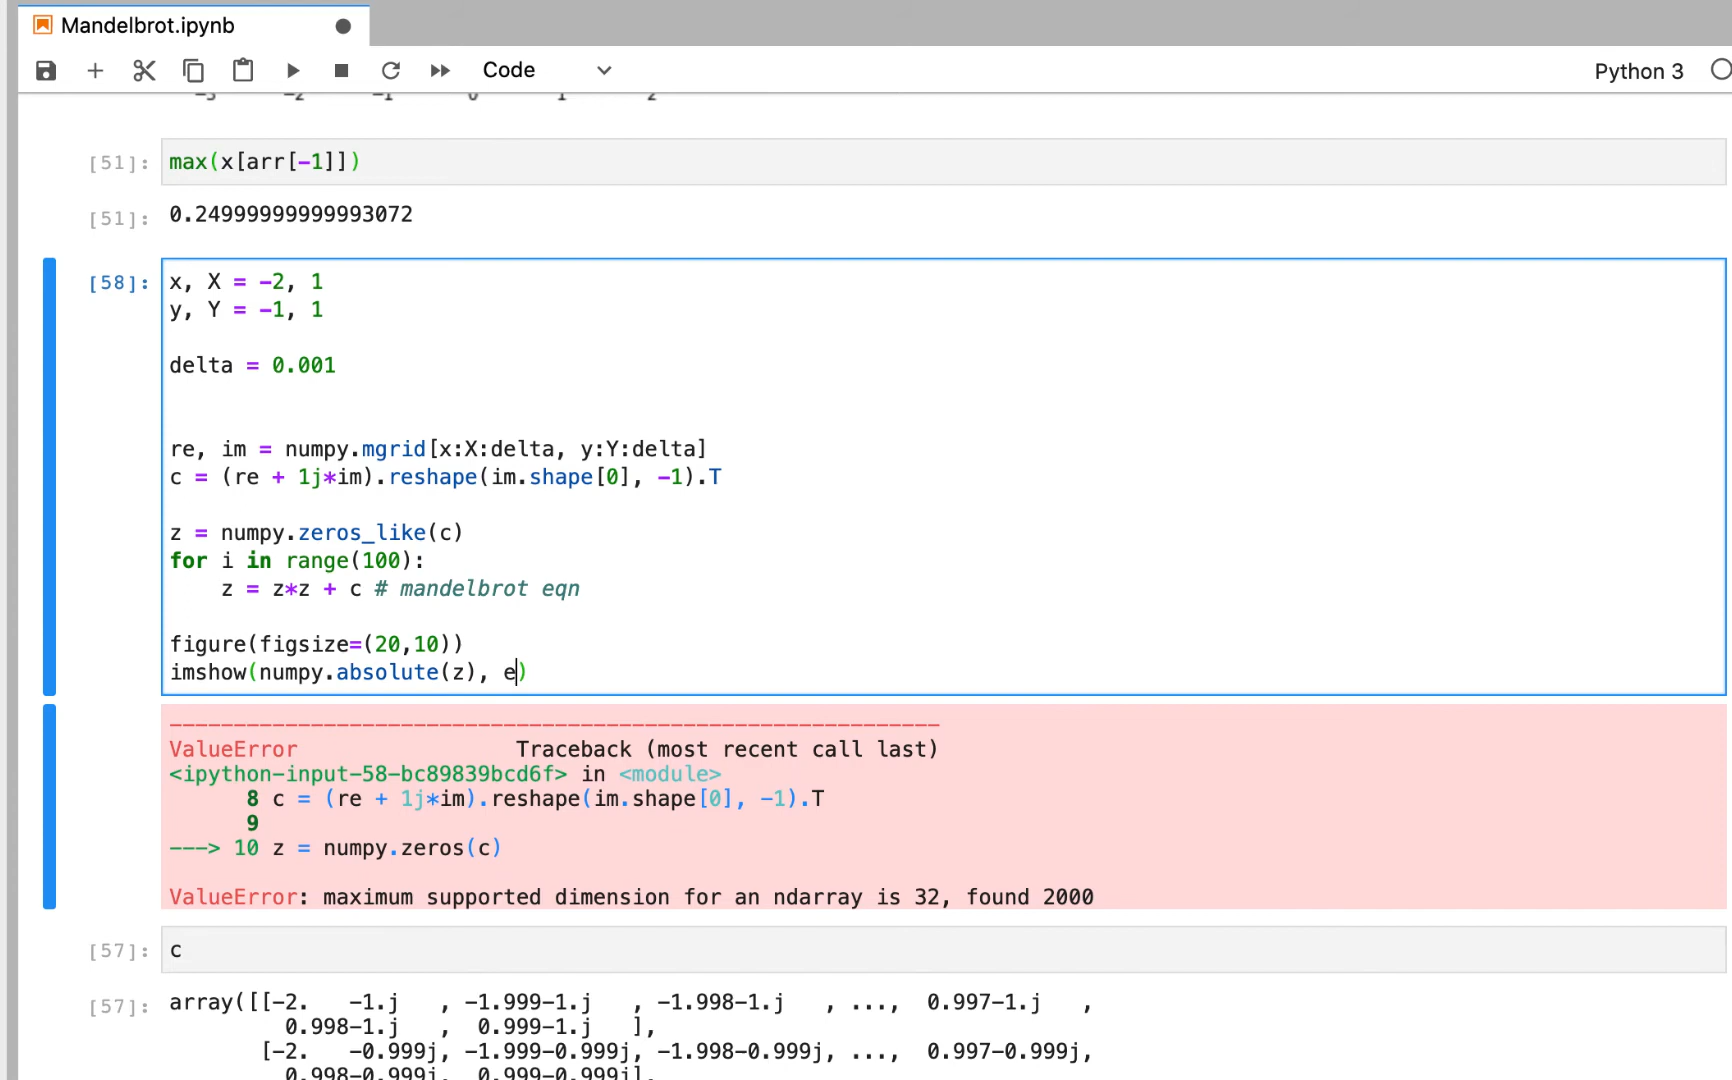 Mandelbrot.ipynb
Code
Python 3
-3 -2 -1 0 1 2
[51]: max(x[arr[-1]])
[51]: 0.24999999999993072
[58]: x, X = -2, 1
y, Y = -1, 1
delta = 0.001
re, im = numpy.mgrid[x:X:delta, y:Y:delta]
c = (re + 1j*im).reshape(im.shape[0], -1).T
z = numpy.zeros_like(c)
for i in range(100):
    z = z*z + c # mandelbrot eqn
figure(figsize=(20,10))
imshow(numpy.absolute(z), e)
------------------------------------------------------------
ValueError                 Traceback (most recent call last)
<ipython-input-58-bc89839bcd6f> in <module>
      8 c = (re + 1j*im).reshape(im.shape[0], -1).T
      9
---> 10 z = numpy.zeros(c)
ValueError: maximum supported dimension for an ndarray is 32, found 2000
[57]: c
[57]: array([[-2.   -1.j   , -1.999-1.j   , -1.998-1.j   , ...,  0.997-1.j   ,
         0.998-1.j   ,  0.999-1.j   ],
       [-2.   -0.999j, -1.999-0.999j, -1.998-0.999j, ...,  0.997-0.999j,
         0.998-0.999j,  0.999-0.999j],